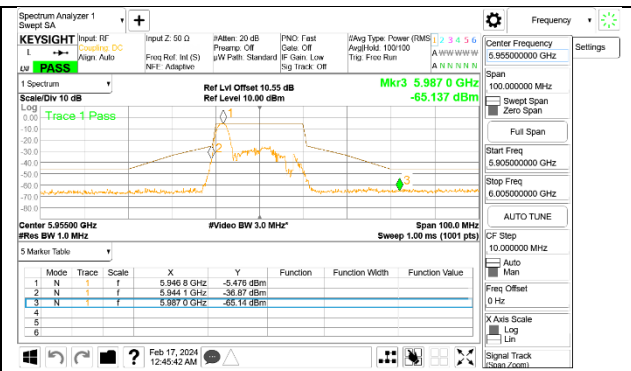 Spectrum Analyzer 1
Swept SA
+
Frequency
KEYSIGHT
Input: RF
Coupling: DC
Align: Auto
Input Z: 50 Ω
Freq Ref: Int (S)
NFE: Adaptive
#Atten: 20 dB
Preamp: Off
µW Path: Standard
PNO: Fast
Gate: Off
IF Gain: Low
Sig Track: Off
#Avg Type: Power (RMS)
Avg|Hold: 100/100
Trig: Free Run
1 2 3 4 5 6
A W W W W W
A N N N N N
L
PASS
Center Frequency
5.955000000 GHz
Settings
1 Spectrum
Scale/Div 10 dB
Ref Lvl Offset 10.55 dB
Ref Level 10.00 dBm
Mkr3 5.987 0 GHz
-65.137 dBm
Span
100.000000 MHz
Swept Span
Zero Span
Log
Trace 1 Pass
0.00
-10.0
-20.0
-30.0
-40.0
-50.0
-60.0
-70.0
-80.0
1
2
3
Full Span
Start Freq
5.905000000 GHz
Stop Freq
6.005000000 GHz
AUTO TUNE
Center 5.95500 GHz
#Res BW 1.0 MHz
#Video BW 3.0 MHz*
Span 100.0 MHz
Sweep 1.00 ms (1001 pts)
CF Step
10.000000 MHz
Auto
Man
5 Marker Table
Mode Trace Scale X Y Function Function Width Function Value
1 N 1 f 5.946 8 GHz -5.476 dBm
2 N 1 f 5.944 1 GHz -36.87 dBm
3 N 1 f 5.987 0 GHz -65.14 dBm
4
5
6
Freq Offset
0 Hz
X Axis Scale
Log
Lin
Signal Track
(Span Zoom)
?
Feb 17, 2024
12:45:42 AM